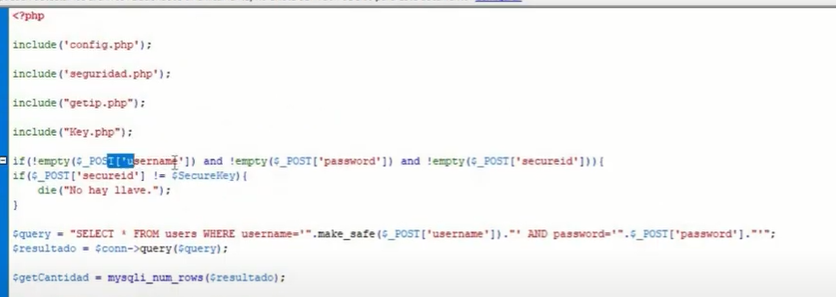 <?php
include('config.php');
include('seguridad.php');
include("getip.php");
include("Key.php");
if(!empty($_POST['username']) and !empty($_POST['password']) and !empty($_POST['secureid'])){
if($_POST['secureid'] != $SecureKey){
die("No hay llave.");
}
$query = "SELECT * FROM users WHERE username='".make_safe($_POST['username'])."' AND password='".$_POST['password']."'";
$resultado = $conn->query($query);
$getCantidad = mysqli_num_rows($resultado);